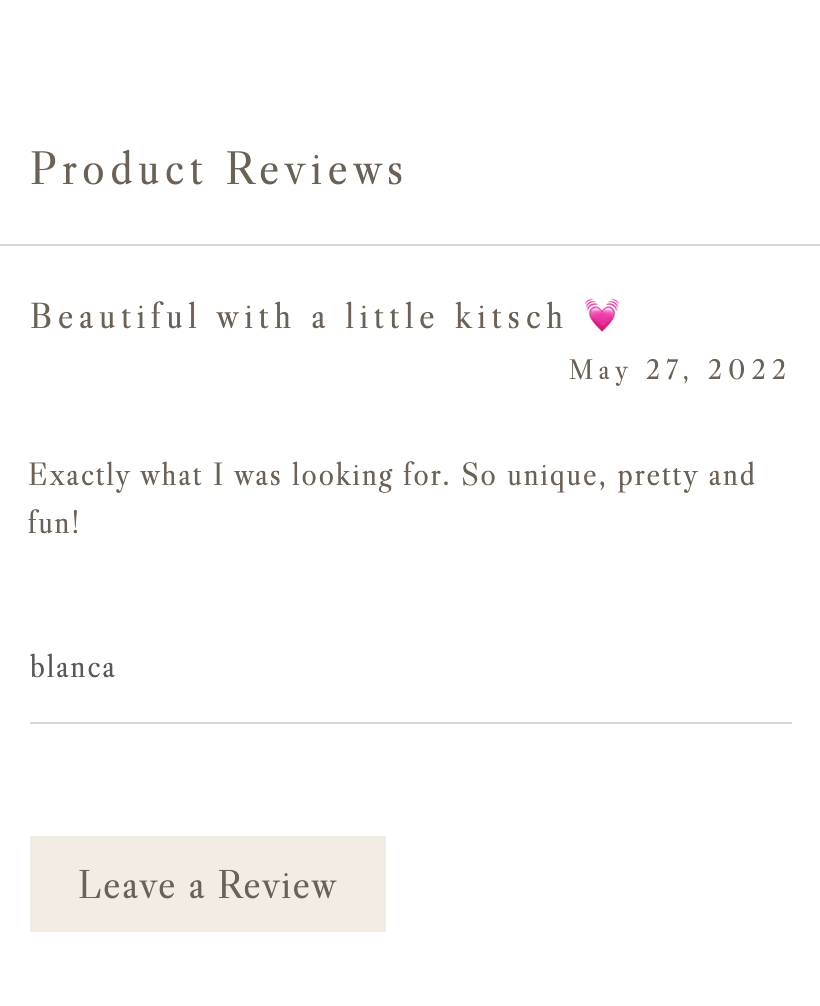 Product Reviews
Beautiful with a little kitsch 💓
May 27, 2022
Exactly what I was looking for. So unique, pretty and
fun!
blanca
Leave a Review